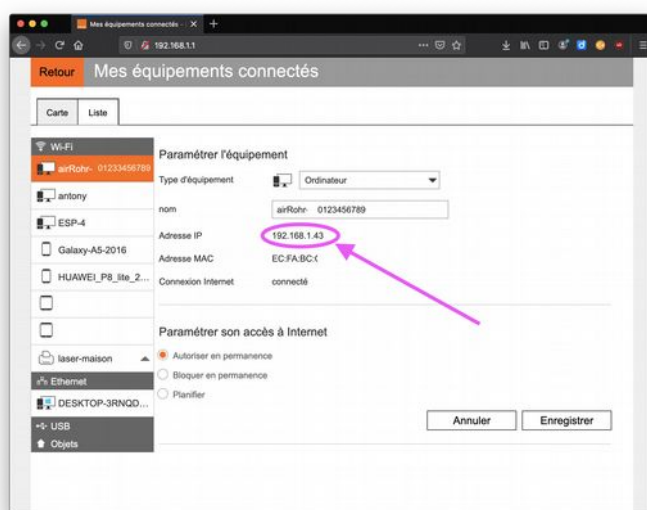 Mes équipements connectés -
192.168.1.1
Retour
Mes équipements connectés
Carte
Liste
Wi-Fi
airRohr- 01233456789
antony
ESP-4
Galaxy-A5-2016
HUAWEI_P8_lite_2...
laser-maison
Ethernet
DESKTOP-3RNQD...
USB
Objets
Paramétrer l'équipement
Type d'équipement Ordinateur
nom airRohr- 0123456789
Adresse IP 192.168.1.43
Adresse MAC EC:FA:BC:
Connexion Internet connecté
Paramétrer son accès à Internet
Autoriser en permanence
Bloquer en permanence
Planifier
Annuler
Enregistrer